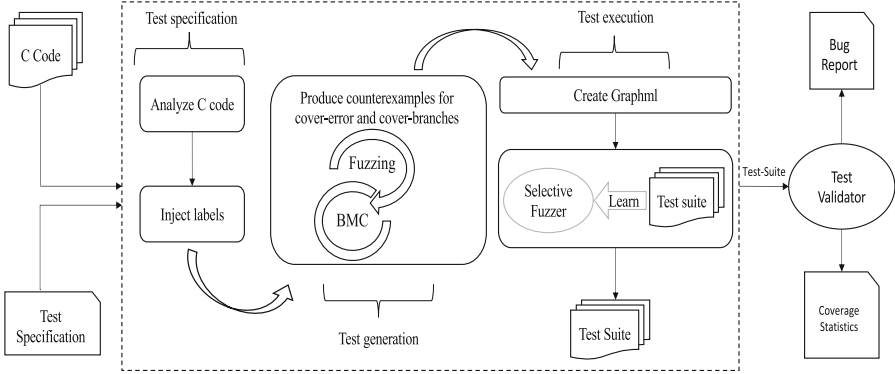 C Code
Test
Specification
Test specification
Analyze C code
Inject labels
Produce counterexamples for
cover-error and cover-branches
Fuzzing
BMC
Test generation
Test execution
Create Graphml
Selective
Fuzzer
Learn
Test suite
Test Suite
Test-Suite
Bug
Report
Test
Validator
Coverage
Statistics